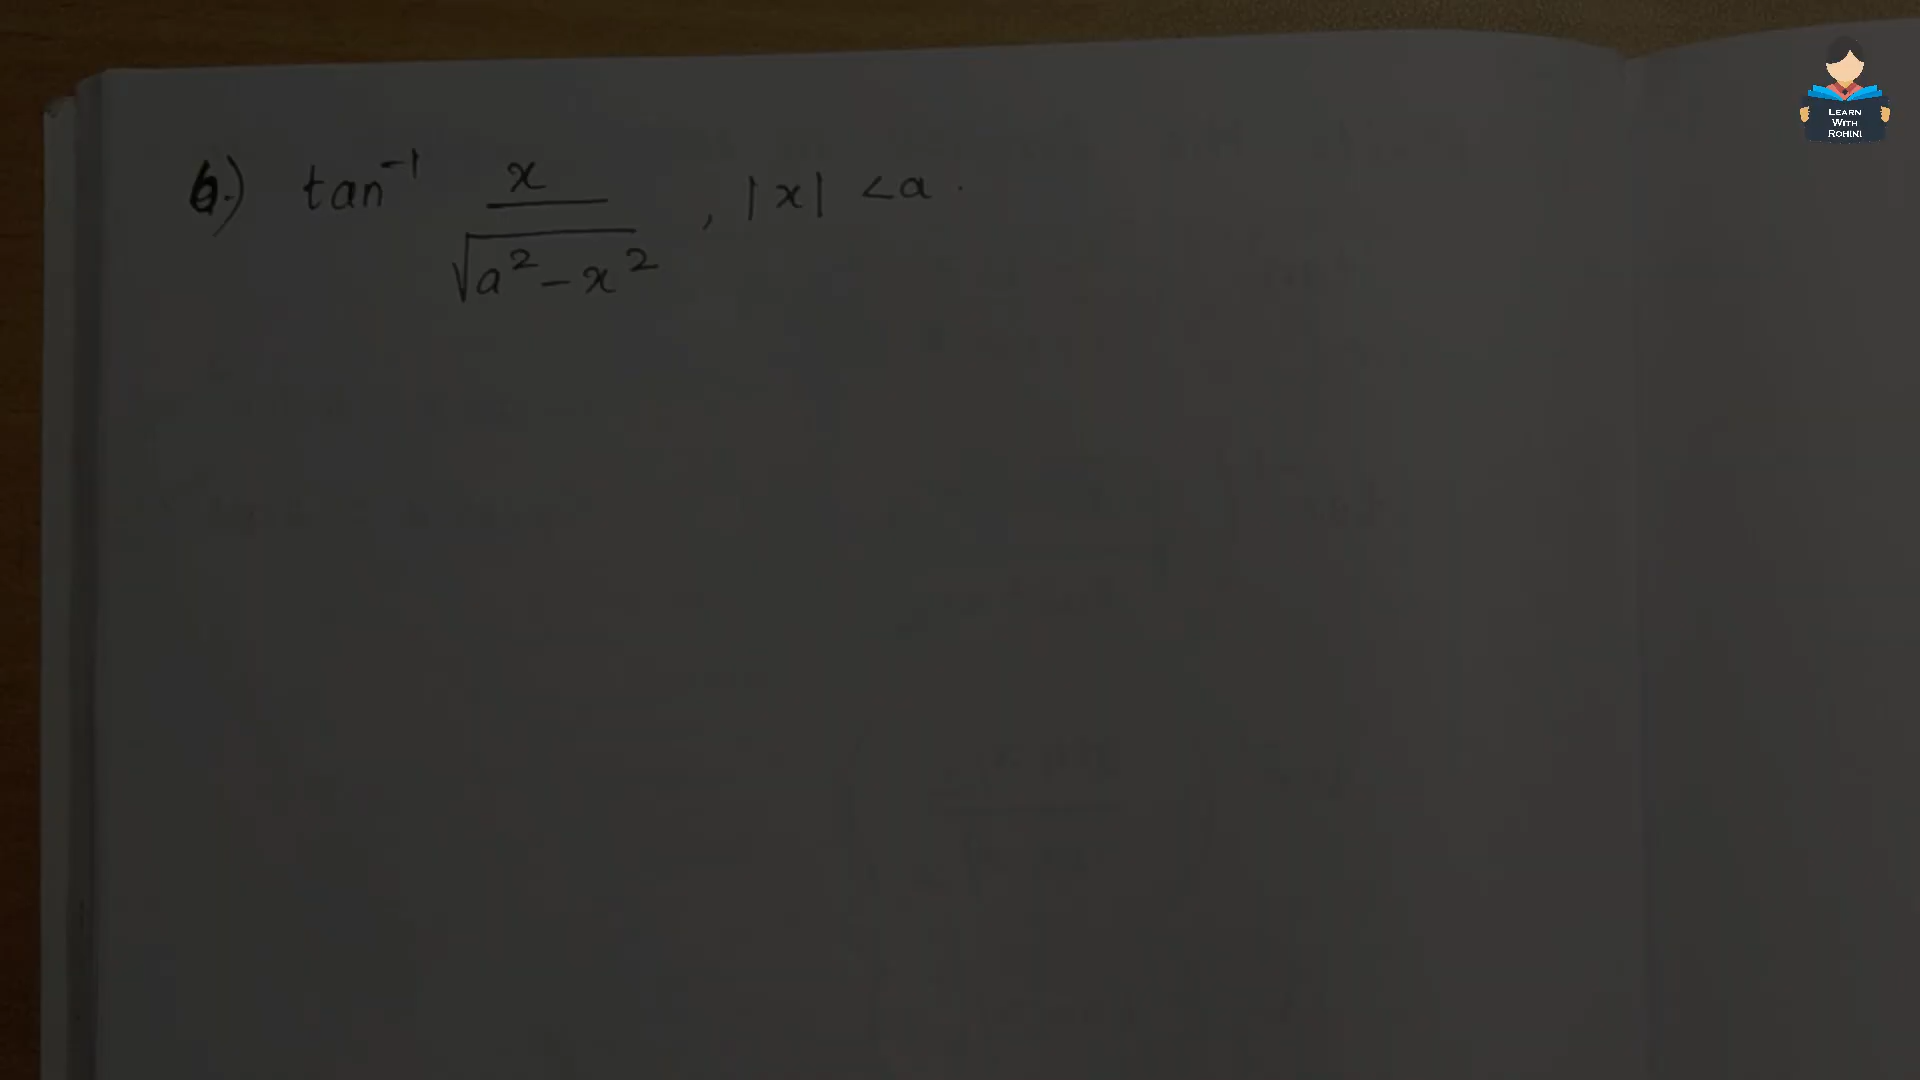 6.) tan⁻¹ x / √(a² − x²) , |x| < a .
LEARN
WITH
ROHINI